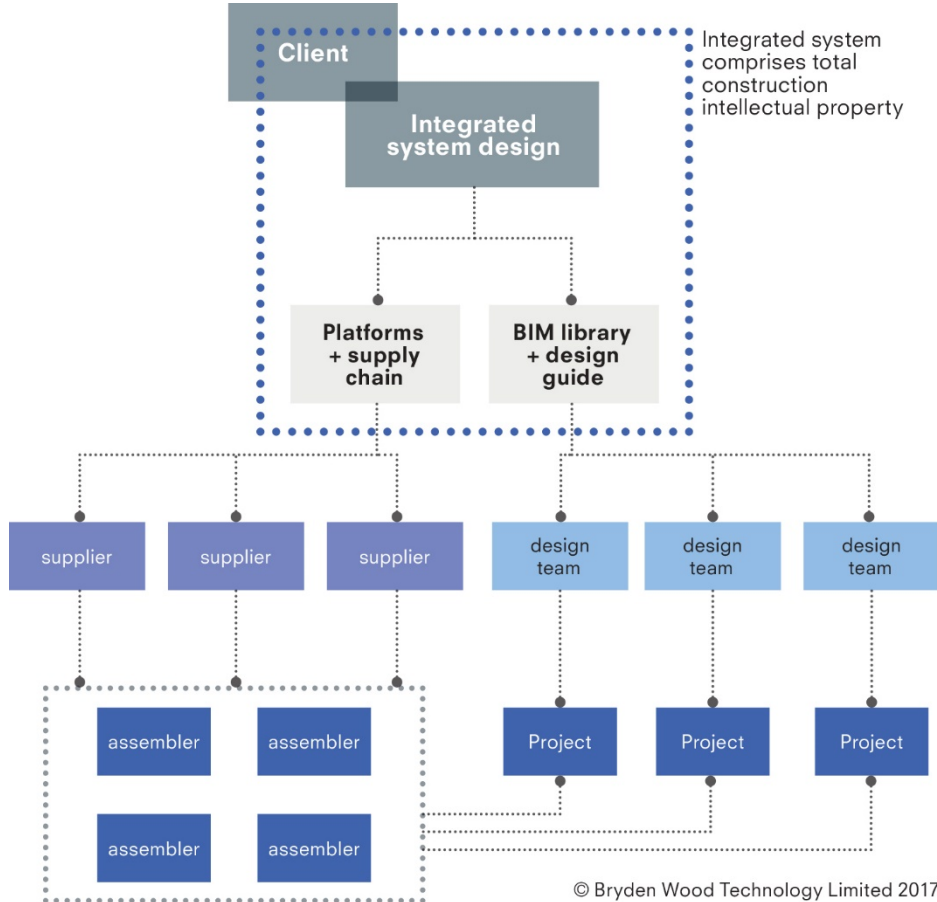 Client
Integrated system
comprises total
construction
intellectual property
Integrated
system design
Platforms
+ supply
chain
BIM library
+ design
guide
supplier
supplier
supplier
design
team
design
team
design
team
assembler
assembler
Project
Project
Project
assembler
assembler
© Bryden Wood Technology Limited 2017